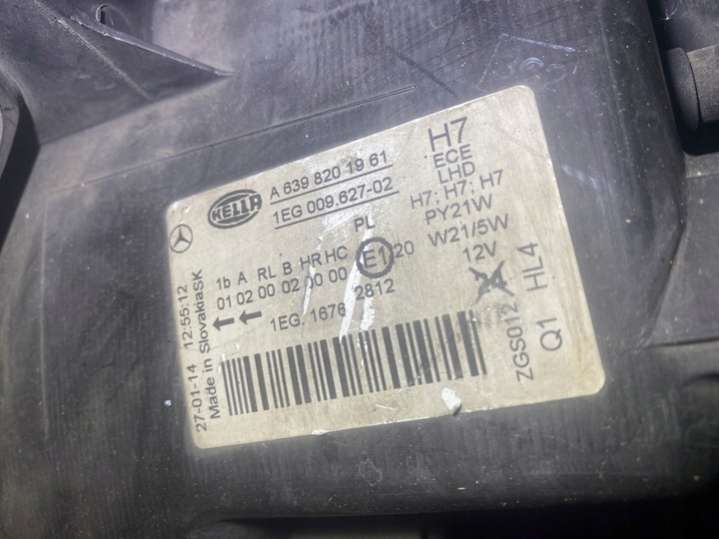 HELLA
A 639 820 19 61
1EG 009.627-02
PL
1b A RL B HR HC
01 02 00 02 00 00
E1 20
1EG. 1676 2812
H7
ECE
LHD
H7; H7; H7
PY21W
W21/5W
12V
27-01-14 12:55:12
Made in SlovakiaSK
ZGS012
Q1 HL4